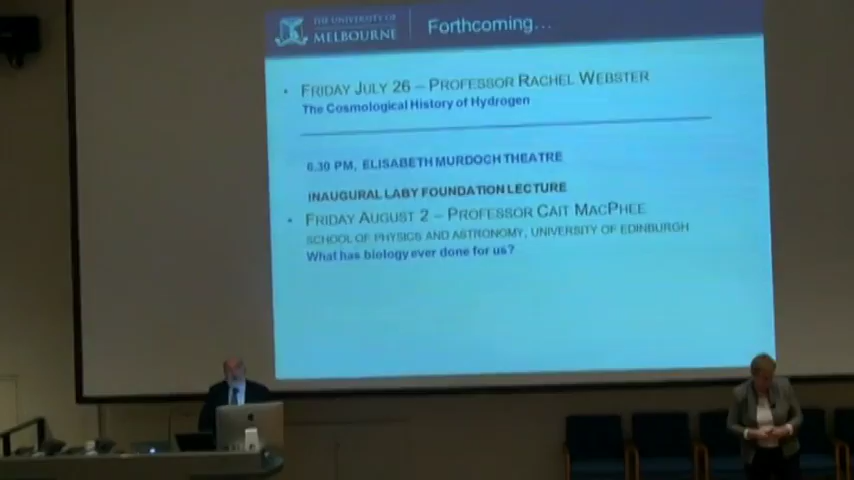 THE UNIVERSITY OF
MELBOURNE
Forthcoming...
• FRIDAY JULY 26 – PROFESSOR RACHEL WEBSTER
The Cosmological History of Hydrogen
6.30 PM, ELISABETH MURDOCH THEATRE
INAUGURAL LABY FOUNDATION LECTURE
• FRIDAY AUGUST 2 – PROFESSOR CAIT MACPHEE
SCHOOL OF PHYSICS AND ASTRONOMY, UNIVERSITY OF EDINBURGH
What has biology ever done for us?